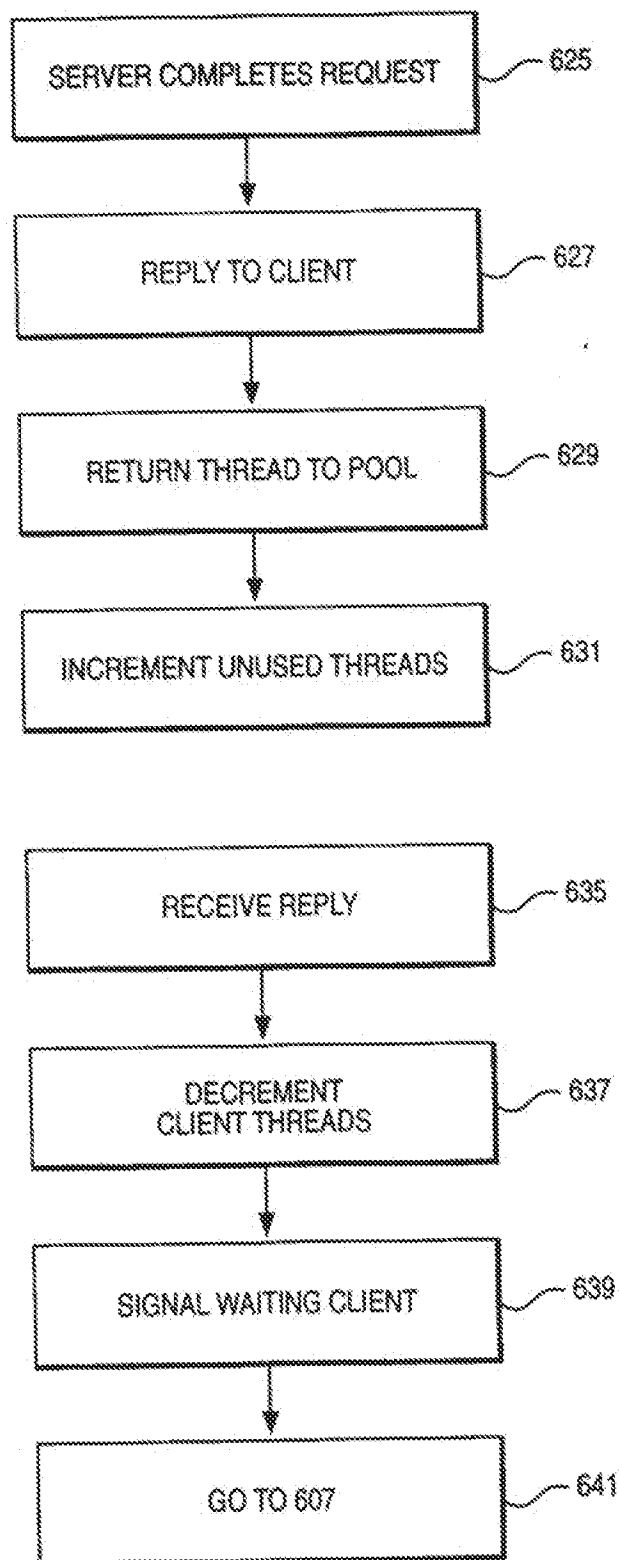 SERVER COMPLETES REQUEST
625
REPLY TO CLIENT
627
RETURN THREAD TO POOL
629
INCREMENT UNUSED THREADS
631
RECEIVE REPLY
635
DECREMENT
CLIENT THREADS
637
SIGNAL WAITING CLIENT
639
GO TO 607
641